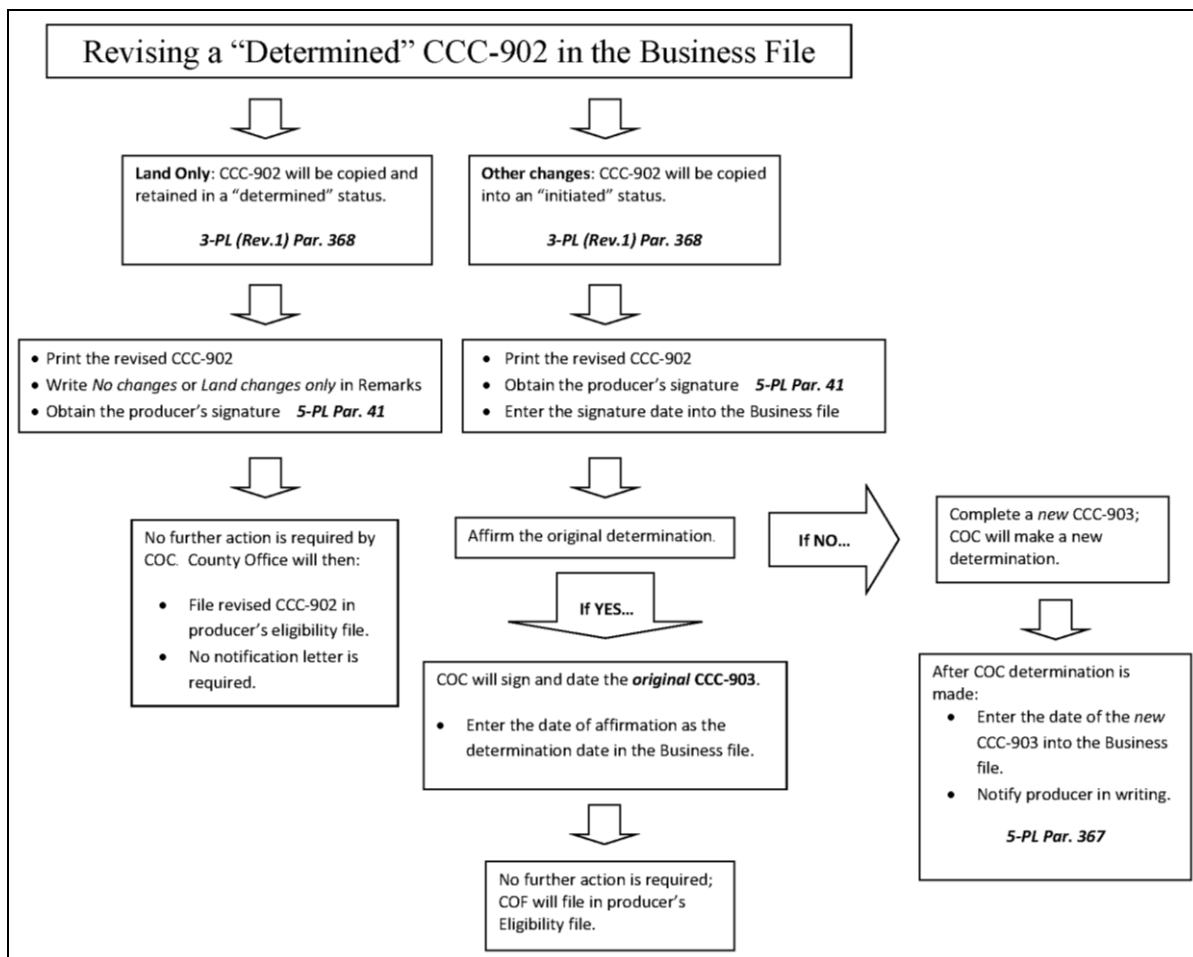 Revising a “Determined” CCC-902 in the Business File
Land Only: CCC-902 will be copied and
retained in a “determined” status.
3-PL (Rev.1) Par. 368
Other changes: CCC-902 will be copied
into an “initiated” status.
3-PL (Rev.1) Par. 368
• Print the revised CCC-902
• Write No changes or Land changes only in Remarks
• Obtain the producer’s signature 5-PL Par. 41
• Print the revised CCC-902
• Obtain the producer’s signature 5-PL Par. 41
• Enter the signature date into the Business file
No further action is required by
COC. County Office will then:
• File revised CCC-902 in
producer’s eligibility file.
• No notification letter is
required.
Affirm the original determination.
If NO...
Complete a new CCC-903;
COC will make a new
determination.
If YES...
COC will sign and date the original CCC-903.
• Enter the date of affirmation as the
determination date in the Business file.
After COC determination is
made:
• Enter the date of the new
CCC-903 into the Business
file.
• Notify producer in writing.
5-PL Par. 367
No further action is required;
COF will file in producer’s
Eligibility file.